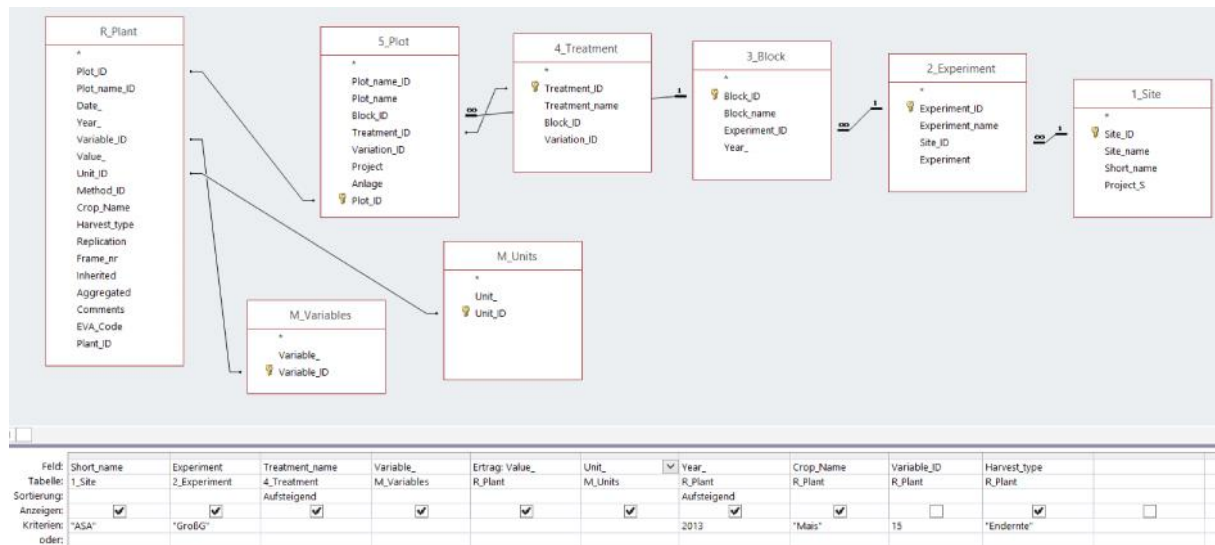 R_Plant
*
Plot_ID
Plot_name_ID
Date_
Year_
Variable_ID
Value_
Unit_ID
Method_ID
Crop_Name
Harvest_type
Replication
Frame_nr
Inherited
Aggregated
Comments
EVA_Code
Plant_ID
5_Plot
*
Plot_name_ID
Plot_name
Block_ID
Treatment_ID
Variation_ID
Project
Anlage
Plot_ID
4_Treatment
*
Treatment_ID
Treatment_name
Block_ID
Variation_ID
3_Block
*
Block_ID
Block_name
Experiment_ID
Year_
2_Experiment
*
Experiment_ID
Experiment_name
Site_ID
Experiment
1_Site
*
Site_ID
Site_name
Short_name
Project_S
∞ 1
∞ 1
∞ 1
M_Variables
*
Variable_
Variable_ID
M_Units
*
Unit_
Unit_ID
Feld: Short_name Experiment Treatment_name Variable_ Ertrag: Value_ Unit_ Year_ Crop_Name Variable_ID Harvest_type
Tabelle: 1_Site 2_Experiment 4_Treatment M_Variables R_Plant M_Units R_Plant R_Plant R_Plant R_Plant
Sortierung: Aufsteigend Aufsteigend
Anzeigen:
Kriterien: "ASA" "GroßG" 2013 "Mais" 15 "Endernte"
oder: